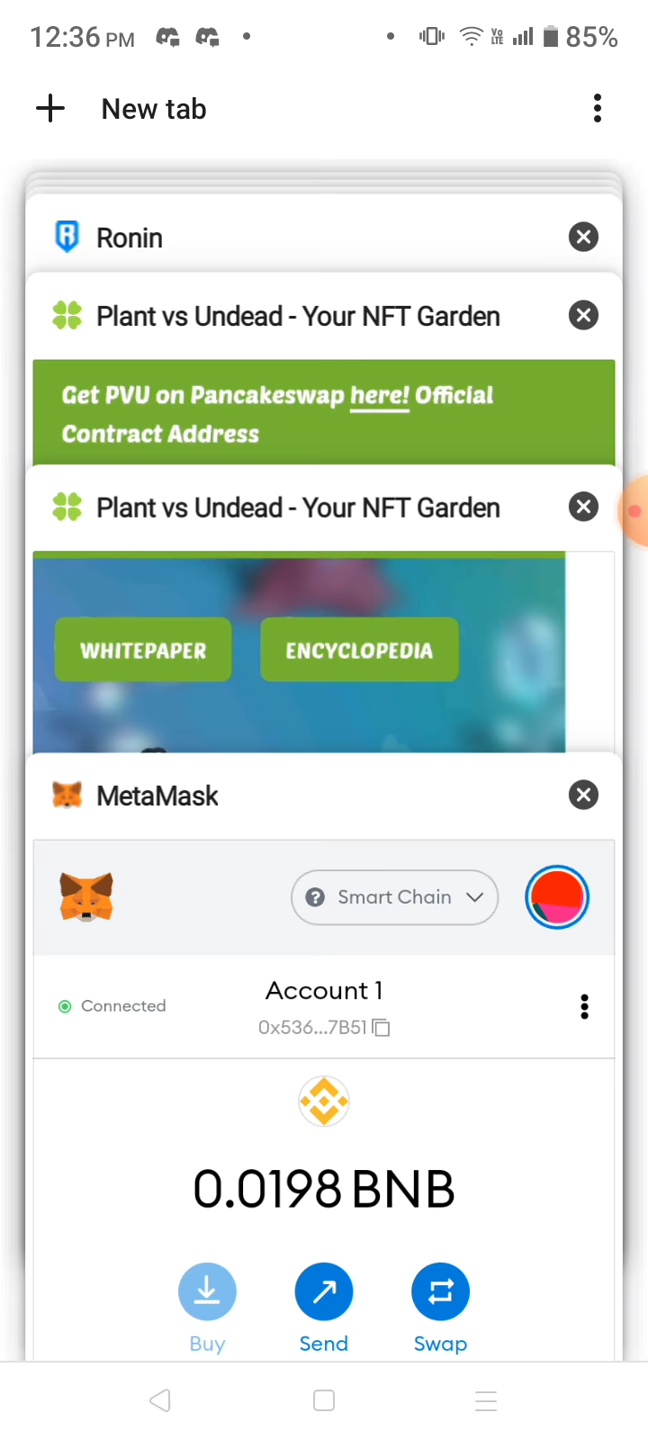 12:36 PM
85%
New tab
Ronin
Plant vs Undead - Your NFT Garden
Get PVU on Pancakeswap here! Official
Contract Address
Plant vs Undead - Your NFT Garden
WHITEPAPER ENCYCLOPEDIA
MetaMask
Smart Chain
Account 1
Connected
0x536...7B51
0.0198 BNB
Buy Send Swap